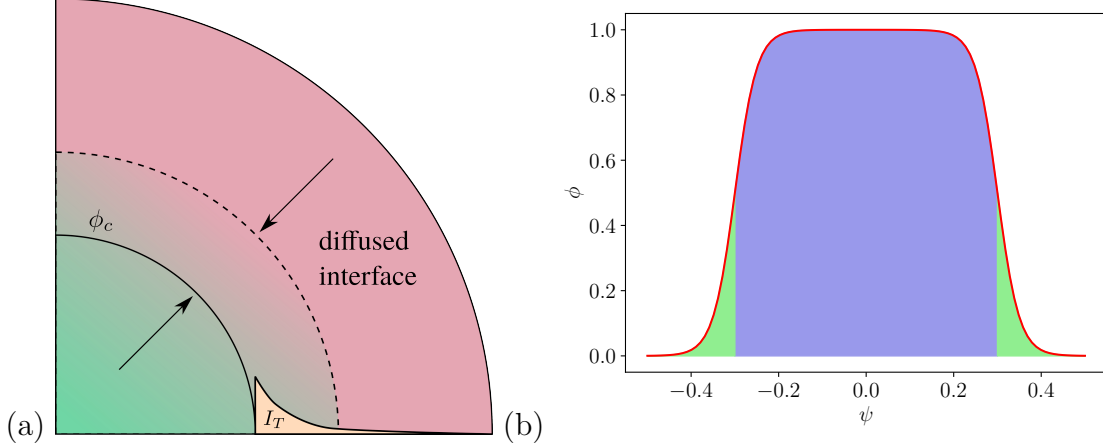 (a)
ϕ_c
diffused
interface
I_T
(b)
ϕ
1.0
0.8
0.6
0.4
0.2
0.0
−0.4
−0.2
0.0
0.2
0.4
ψ